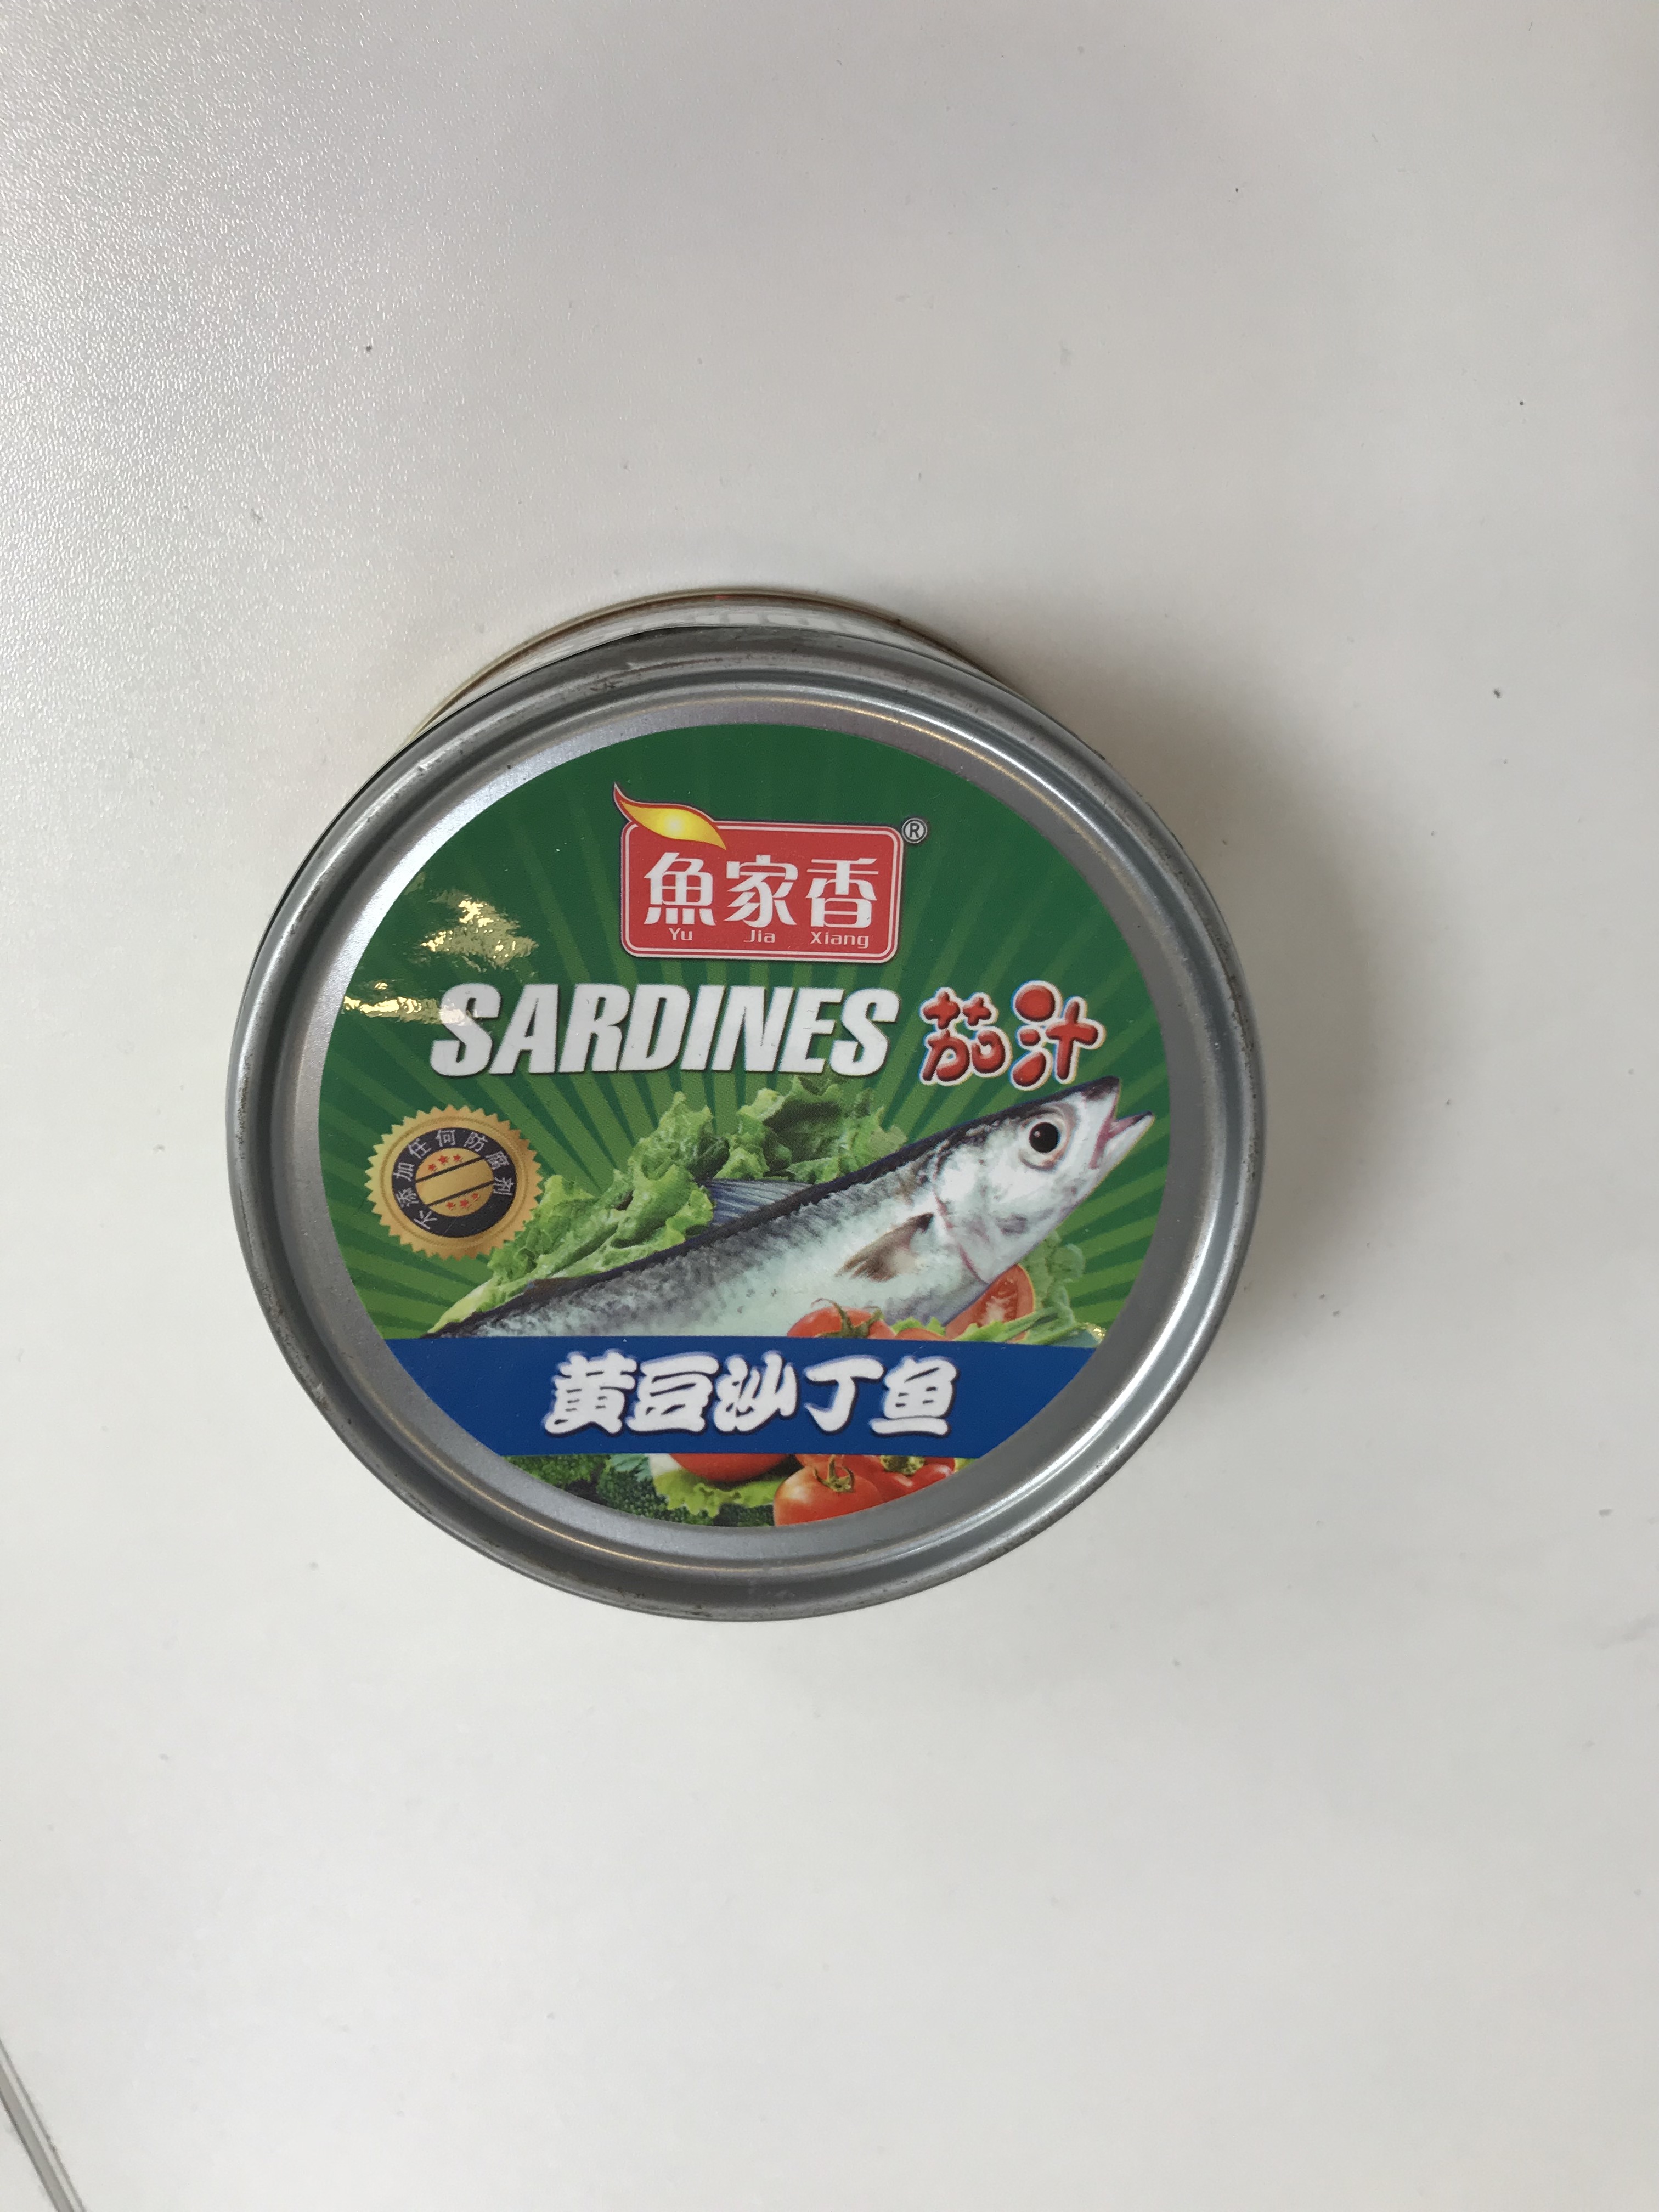 魚家香®
Yu Jia Xiang
SARDINES 茄汁
不添加任何防腐剂
黄豆沙丁鱼